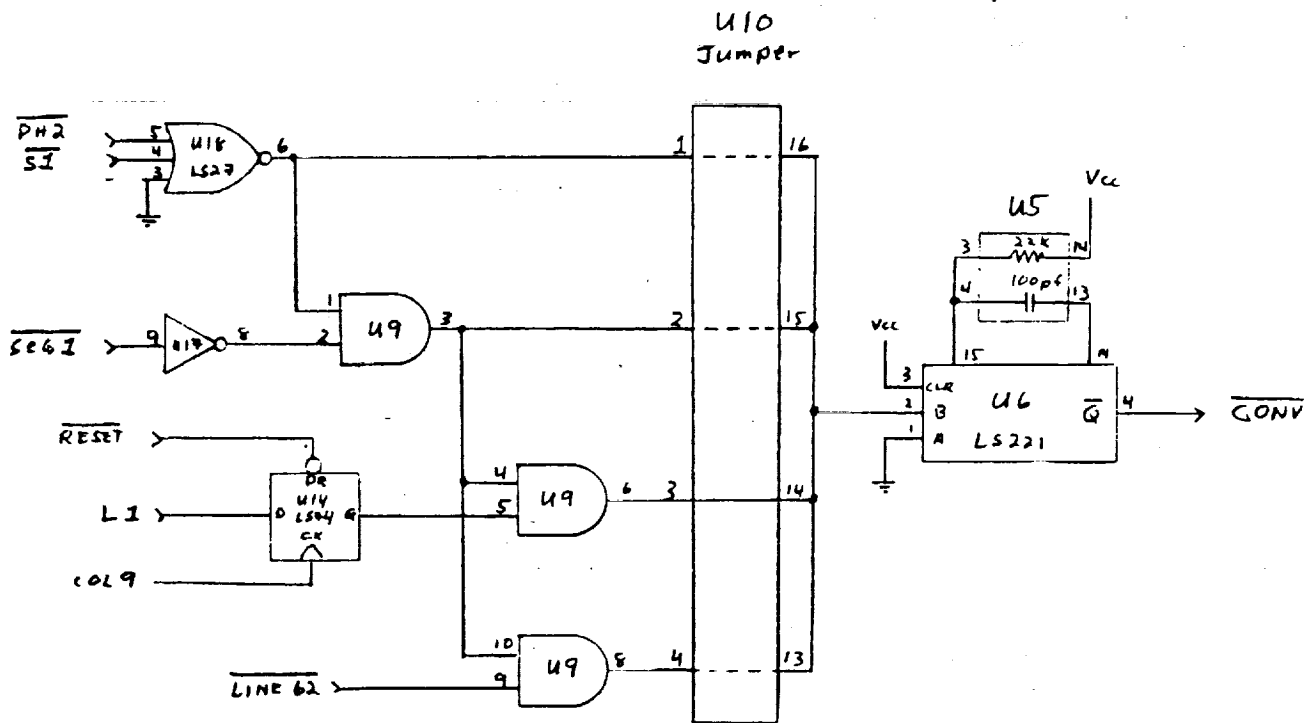 U10
Jumper
PH2
S1
5
4
3
U18
LS27
6
1
16
Vcc
U5
3
22K
N
4
100pf
13
SEG1
9
U17
8
1
2
U9
3
2
15
Vcc
15
N
3
CLR
2
B
1
A
U6
LS221
Q
4
CONV
RESET
PR
U14
LS74
L1
D
Q
CK
COL9
4
5
U9
6
3
14
10
9
U9
8
4
13
LINE 62